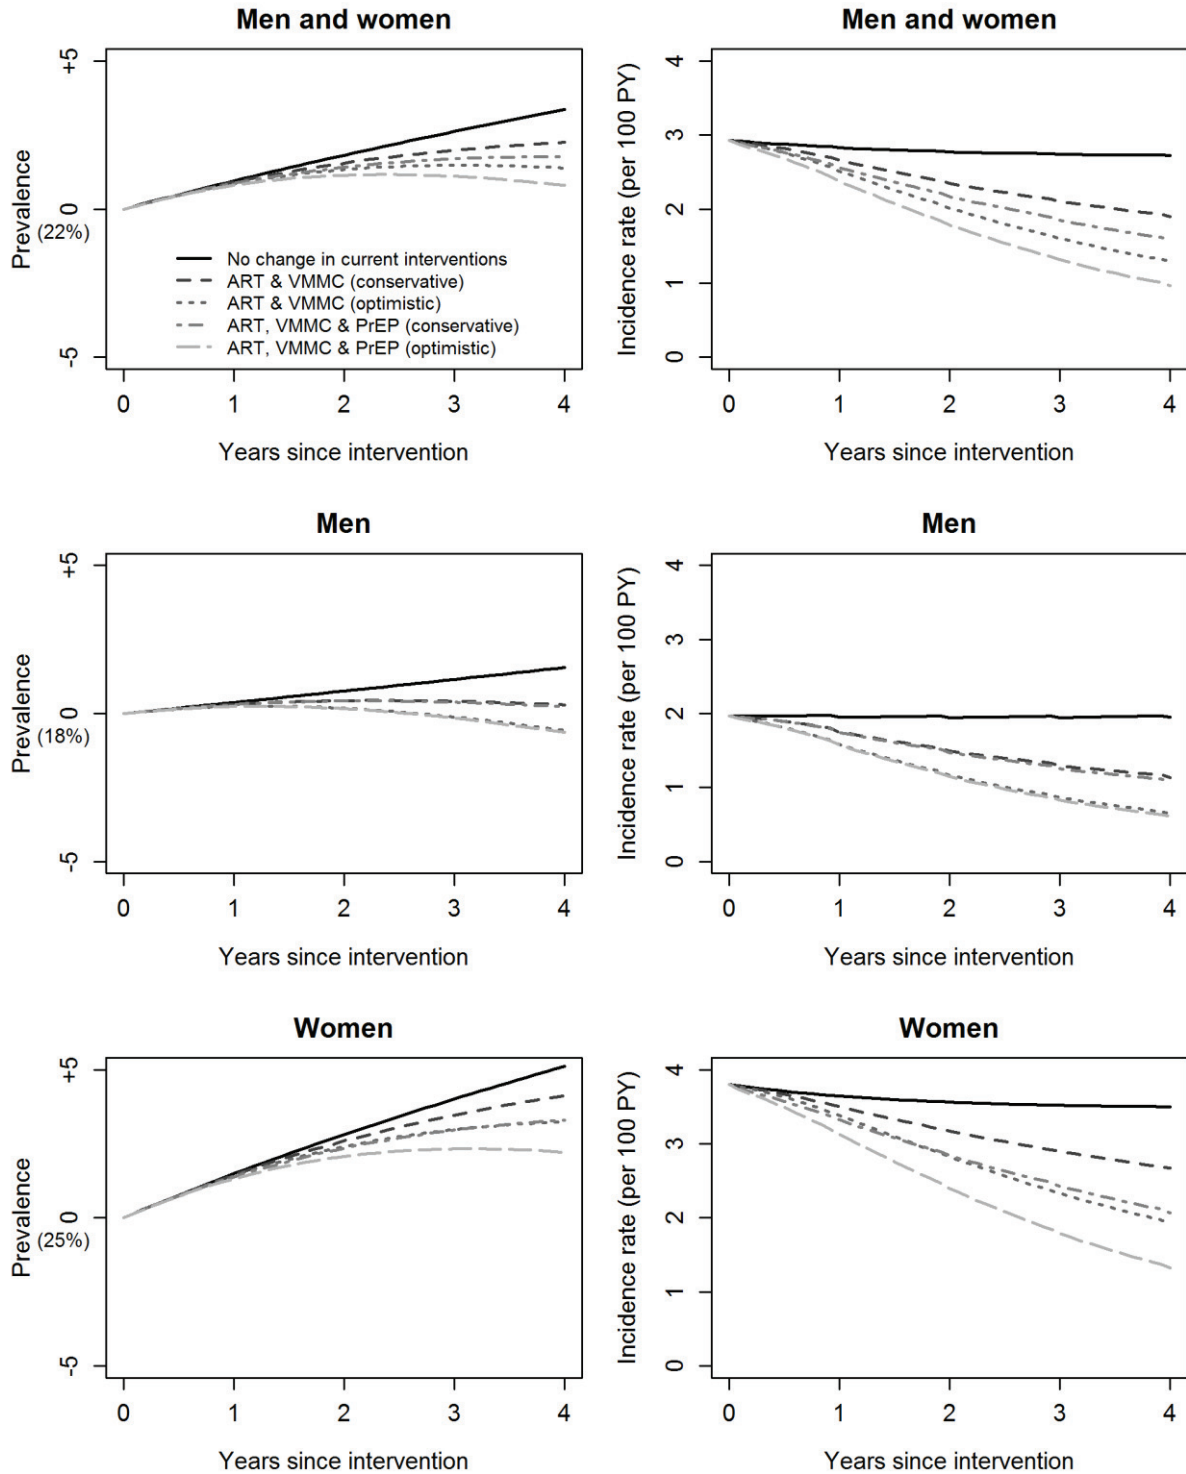 Men and women
Prevalence
+5
0
(22%)
-5
No change in current interventions
ART & VMMC (conservative)
ART & VMMC (optimistic)
ART, VMMC & PrEP (conservative)
ART, VMMC & PrEP (optimistic)
0 1 2 3 4
Years since intervention
Men and women
Incidence rate (per 100 PY)
4
3
2
1
0
0 1 2 3 4
Years since intervention
Men
Prevalence
+5
0
(18%)
-5
0 1 2 3 4
Years since intervention
Men
Incidence rate (per 100 PY)
4
3
2
1
0
0 1 2 3 4
Years since intervention
Women
Prevalence
+5
0
(25%)
-5
0 1 2 3 4
Years since intervention
Women
Incidence rate (per 100 PY)
4
3
2
1
0
0 1 2 3 4
Years since intervention